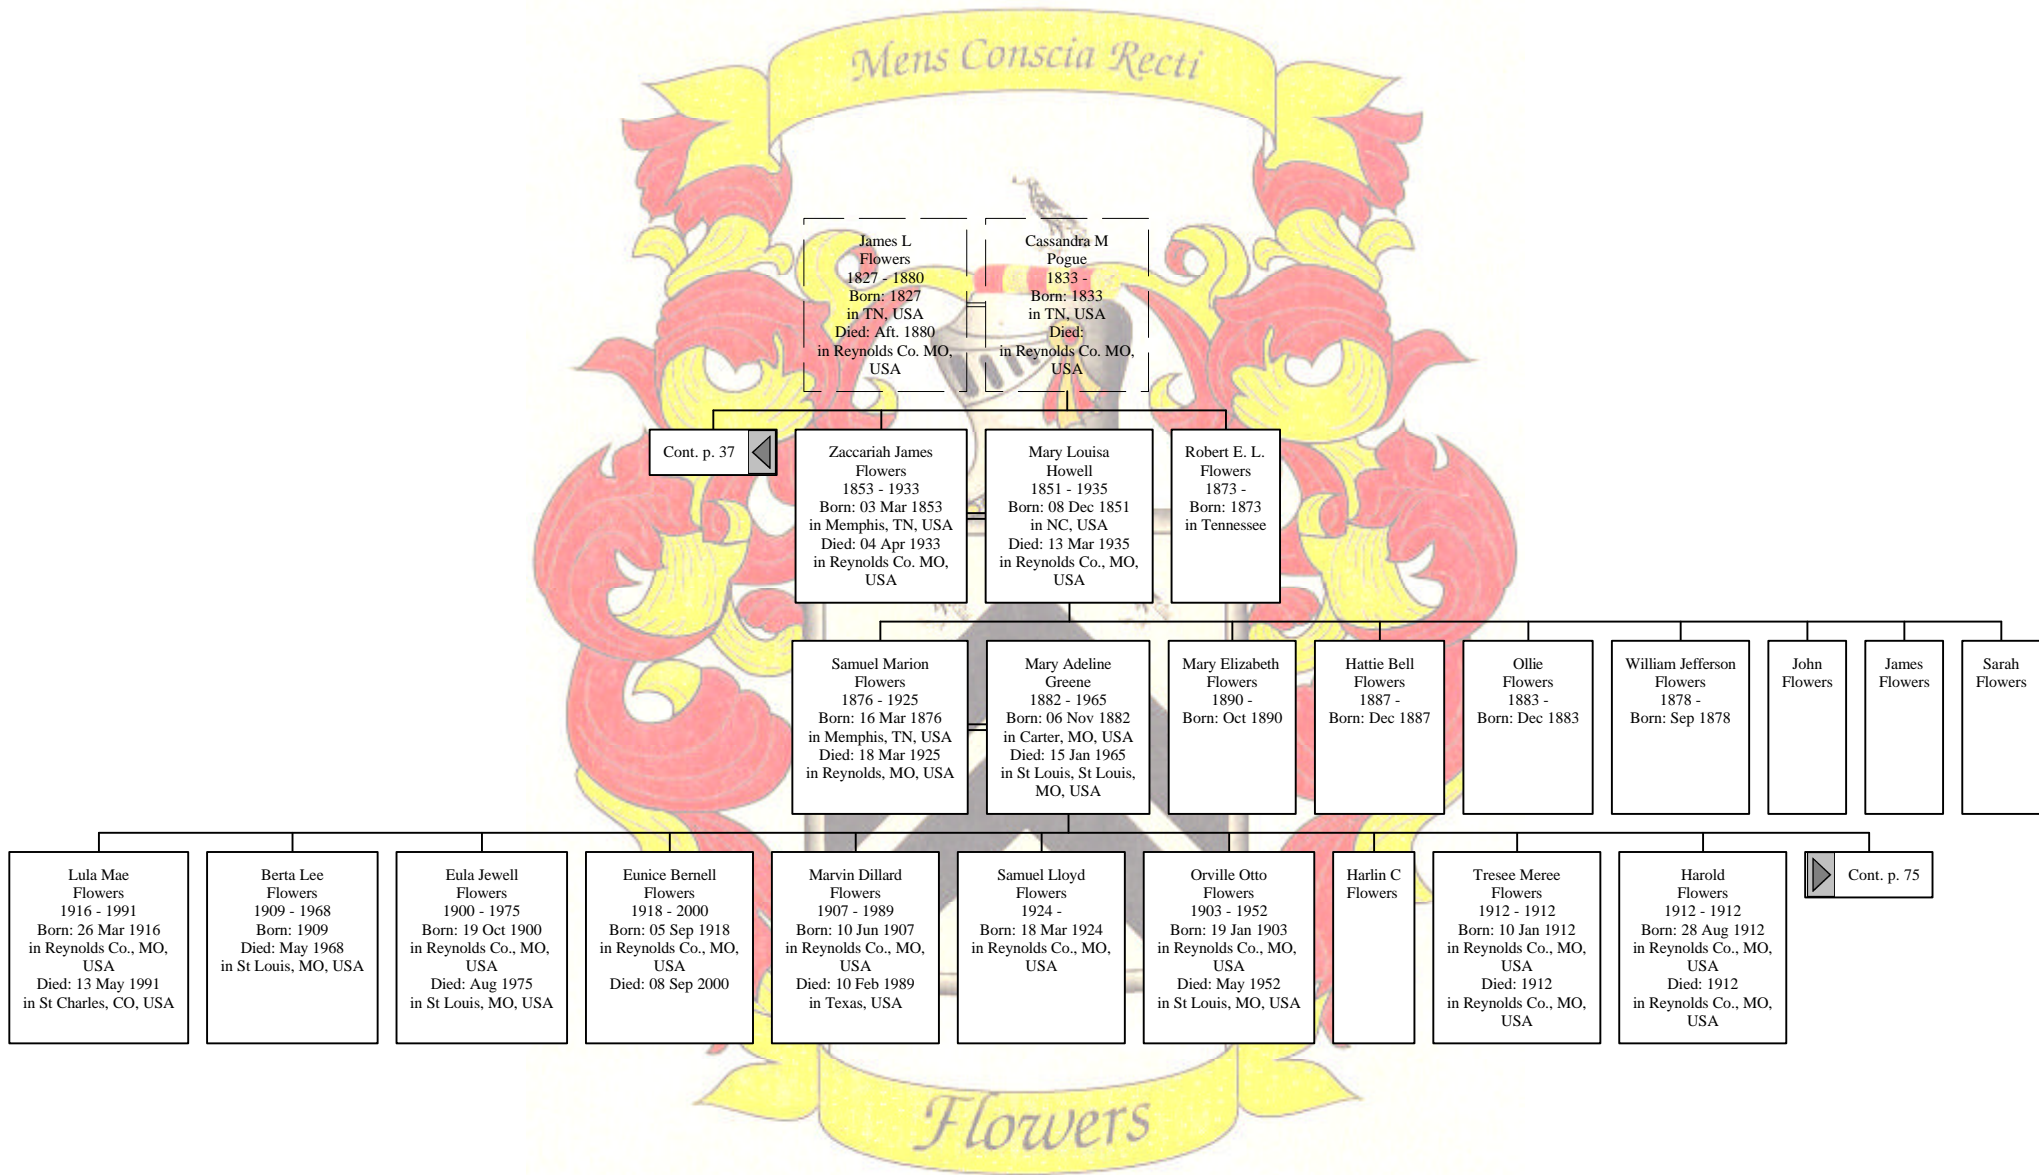 Mens Conscia Recti
James L
Flowers
1827 - 1880
Born: 1827
in TN, USA
Died: Aft. 1880
in Reynolds Co. MO,
USA
Cassandra M
Pogue
1833 -
Born: 1833
in TN, USA
Died:
in Reynolds Co. MO,
USA
Cont. p. 37
Zaccariah James
Flowers
1853 - 1933
Born: 03 Mar 1853
in Memphis, TN, USA
Died: 04 Apr 1933
in Reynolds Co. MO,
USA
Mary Louisa
Howell
1851 - 1935
Born: 08 Dec 1851
in NC, USA
Died: 13 Mar 1935
in Reynolds Co., MO,
USA
Robert E. L.
Flowers
1873 -
Born: 1873
in Tennessee
Samuel Marion
Flowers
1876 - 1925
Born: 16 Mar 1876
in Memphis, TN, USA
Died: 18 Mar 1925
in Reynolds, MO, USA
Mary Adeline
Greene
1882 - 1965
Born: 06 Nov 1882
in Carter, MO, USA
Died: 15 Jan 1965
in St Louis, St Louis,
MO, USA
Mary Elizabeth
Flowers
1890 -
Born: Oct 1890
Hattie Bell
Flowers
1887 -
Born: Dec 1887
Ollie
Flowers
1883 -
Born: Dec 1883
William Jefferson
Flowers
1878 -
Born: Sep 1878
John
Flowers
James
Flowers
Sarah
Flowers
Lula Mae
Flowers
1916 - 1991
Born: 26 Mar 1916
in Reynolds Co., MO,
USA
Died: 13 May 1991
in St Charles, CO, USA
Berta Lee
Flowers
1909 - 1968
Born: 1909
Died: May 1968
in St Louis, MO, USA
Eula Jewell
Flowers
1900 - 1975
Born: 19 Oct 1900
in Reynolds Co., MO,
USA
Died: Aug 1975
in St Louis, MO, USA
Eunice Bernell
Flowers
1918 - 2000
Born: 05 Sep 1918
in Reynolds Co., MO,
USA
Died: 08 Sep 2000
Marvin Dillard
Flowers
1907 - 1989
Born: 10 Jun 1907
in Reynolds Co., MO,
USA
Died: 10 Feb 1989
in Texas, USA
Samuel Lloyd
Flowers
1924 -
Born: 18 Mar 1924
in Reynolds Co., MO,
USA
Orville Otto
Flowers
1903 - 1952
Born: 19 Jan 1903
in Reynolds Co., MO,
USA
Died: May 1952
in St Louis, MO, USA
Harlin C
Flowers
Tresee Meree
Flowers
1912 - 1912
Born: 10 Jan 1912
in Reynolds Co., MO,
USA
Died: 1912
in Reynolds Co., MO,
USA
Harold
Flowers
1912 - 1912
Born: 28 Aug 1912
in Reynolds Co., MO,
USA
Died: 1912
in Reynolds Co., MO,
USA
Cont. p. 75
Flowers